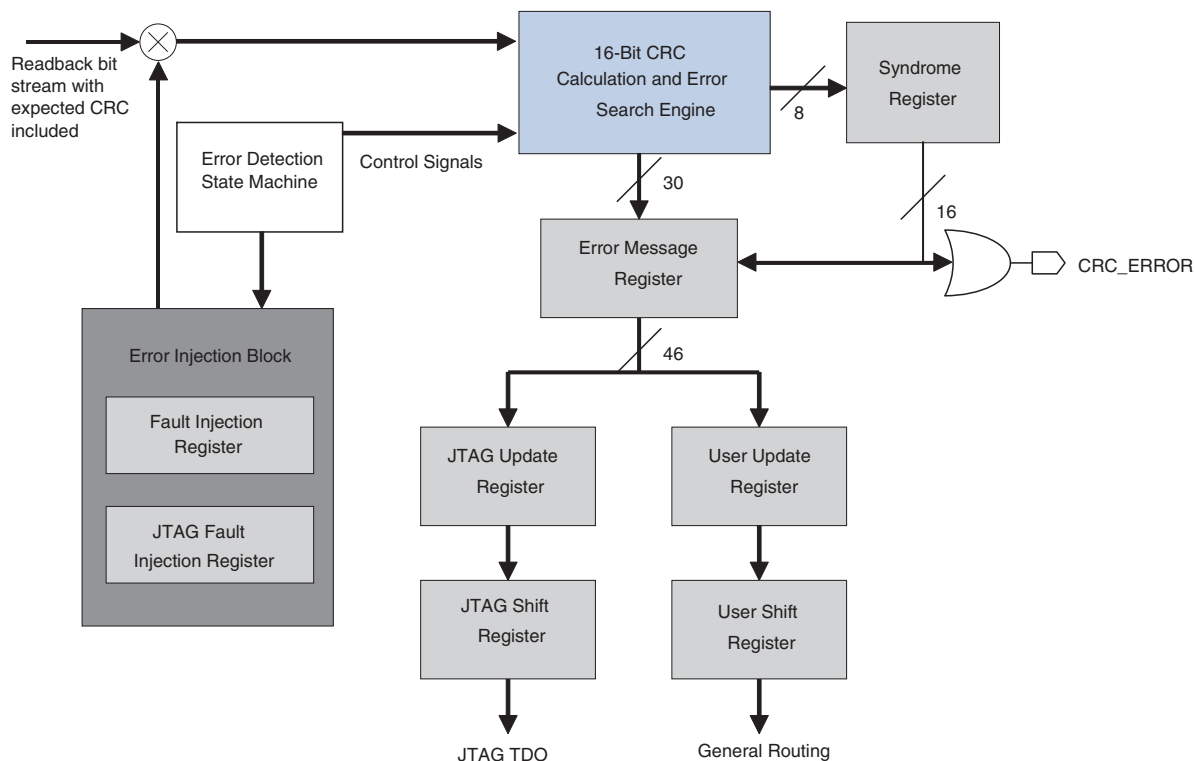 Readback bit
stream with
expected CRC
included
16-Bit CRC
Calculation and Error
Search Engine
8
Syndrome
Register
Error Detection
State Machine
Control Signals
30
16
Error Message
Register
CRC_ERROR
46
Error Injection Block
Fault Injection
Register
JTAG Fault
Injection Register
JTAG Update
Register
User Update
Register
JTAG Shift
Register
User Shift
Register
JTAG TDO
General Routing